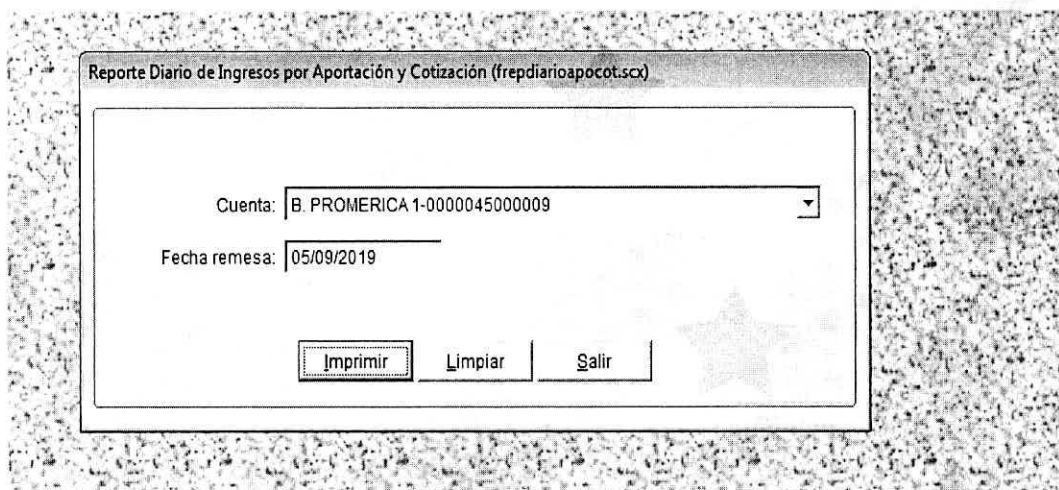 Reporte Diario de Ingresos por Aportación y Cotización (frepdiarioapocot.scx)
Cuenta: B. PROMERICA 1-0000045000009
Fecha remesa: 05/09/2019
Imprimir Limpiar Salir